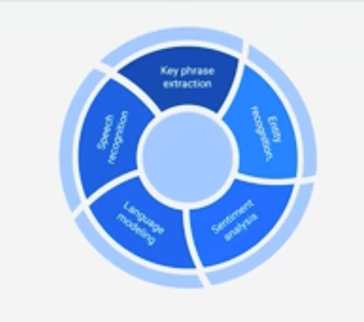 Key phrase
extraction
Entity
recognition,
Sentiment
analysis
Language
modeling
Speech
recognition